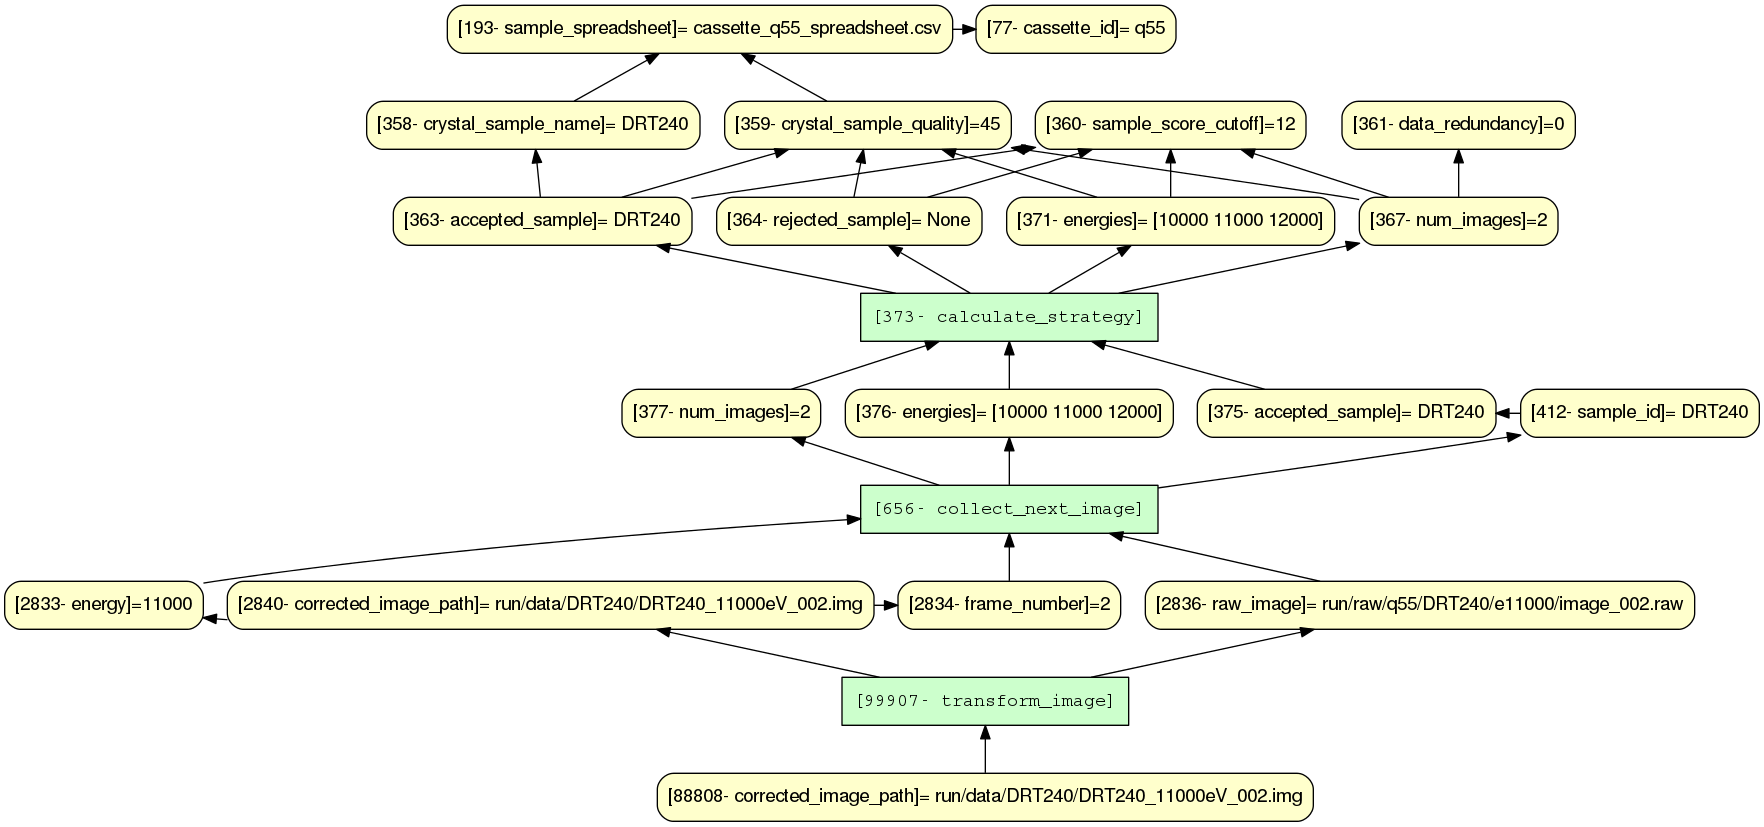 [193- sample_spreadsheet]= cassette_q55_spreadsheet.csv
[77- cassette_id]= q55
[358- crystal_sample_name]= DRT240
[359- crystal_sample_quality]=45
[360- sample_score_cutoff]=12
[361- data_redundancy]=0
[363- accepted_sample]= DRT240
[364- rejected_sample]= None
[371- energies]= [10000 11000 12000]
[367- num_images]=2
[373- calculate_strategy]
[377- num_images]=2
[376- energies]= [10000 11000 12000]
[375- accepted_sample]= DRT240
[412- sample_id]= DRT240
[656- collect_next_image]
[2833- energy]=11000
[2840- corrected_image_path]= run/data/DRT240/DRT240_11000eV_002.img
[2834- frame_number]=2
[2836- raw_image]= run/raw/q55/DRT240/e11000/image_002.raw
[99907- transform_image]
[88808- corrected_image_path]= run/data/DRT240/DRT240_11000eV_002.img